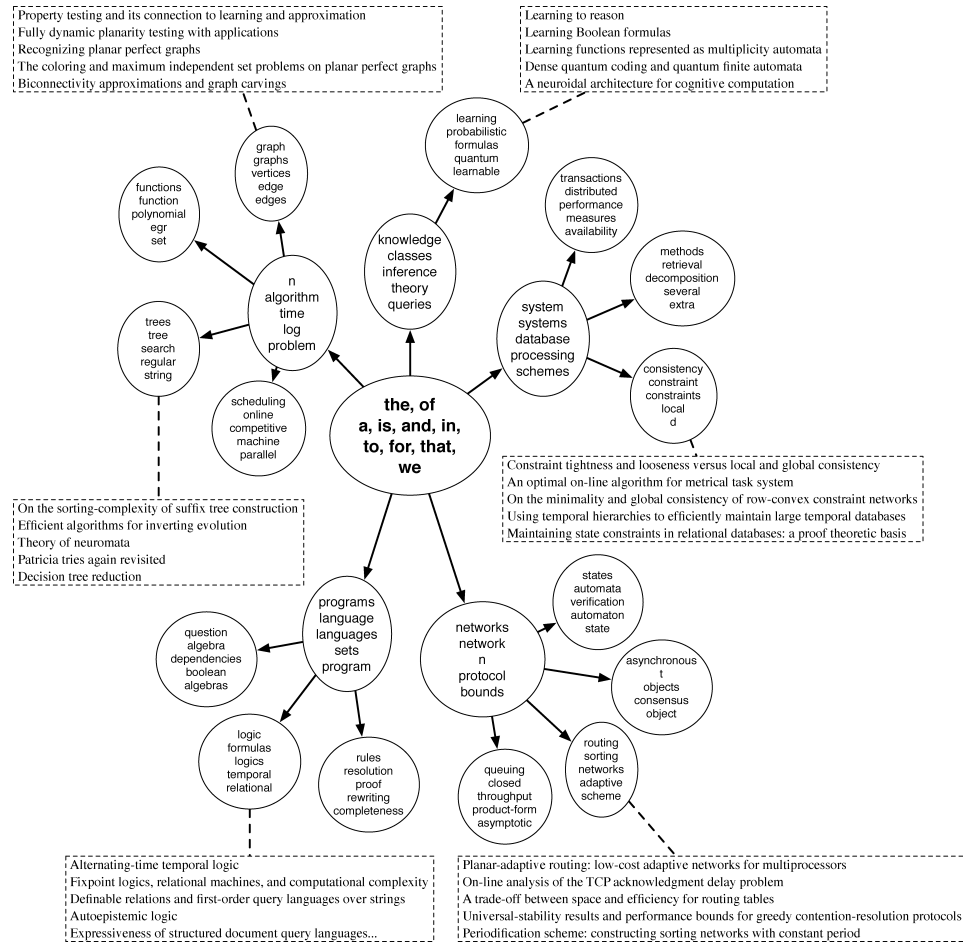 Property testing and its connection to learning and approximation
Fully dynamic planarity testing with applications
Recognizing planar perfect graphs
The coloring and maximum independent set problems on planar perfect graphs
Biconnectivity approximations and graph carvings
Learning to reason
Learning Boolean formulas
Learning functions represented as multiplicity automata
Dense quantum coding and quantum finite automata
A neuroidal architecture for cognitive computation
graph
graphs
vertices
edge
edges
learning
probabilistic
formulas
quantum
learnable
functions
function
polynomial
egr
set
transactions
distributed
performance
measures
availability
knowledge
classes
inference
theory
queries
methods
retrieval
decomposition
several
extra
n
algorithm
time
log
problem
system
systems
database
processing
schemes
trees
tree
search
regular
string
consistency
constraint
constraints
local
d
scheduling
online
competitive
machine
parallel
the, of
a, is, and, in,
to, for, that,
we
Constraint tightness and looseness versus local and global consistency
An optimal on-line algorithm for metrical task system
On the minimality and global consistency of row-convex constraint networks
Using temporal hierarchies to efficiently maintain large temporal databases
Maintaining state constraints in relational databases: a proof theoretic basis
On the sorting-complexity of suffix tree construction
Efficient algorithms for inverting evolution
Theory of neuromata
Patricia tries again revisited
Decision tree reduction
programs
language
languages
sets
program
networks
network
n
protocol
bounds
states
automata
verification
automaton
state
question
algebra
dependencies
boolean
algebras
asynchronous
t
objects
consensus
object
logic
formulas
logics
temporal
relational
rules
resolution
proof
rewriting
completeness
queuing
closed
throughput
product-form
asymptotic
routing
sorting
networks
adaptive
scheme
Alternating-time temporal logic
Fixpoint logics, relational machines, and computational complexity
Definable relations and first-order query languages over strings
Autoepistemic logic
Expressiveness of structured document query languages...
Planar-adaptive routing: low-cost adaptive networks for multiprocessors
On-line analysis of the TCP acknowledgment delay problem
A trade-off between space and efficiency for routing tables
Universal-stability results and performance bounds for greedy contention-resolution protocols
Periodification scheme: constructing sorting networks with constant period